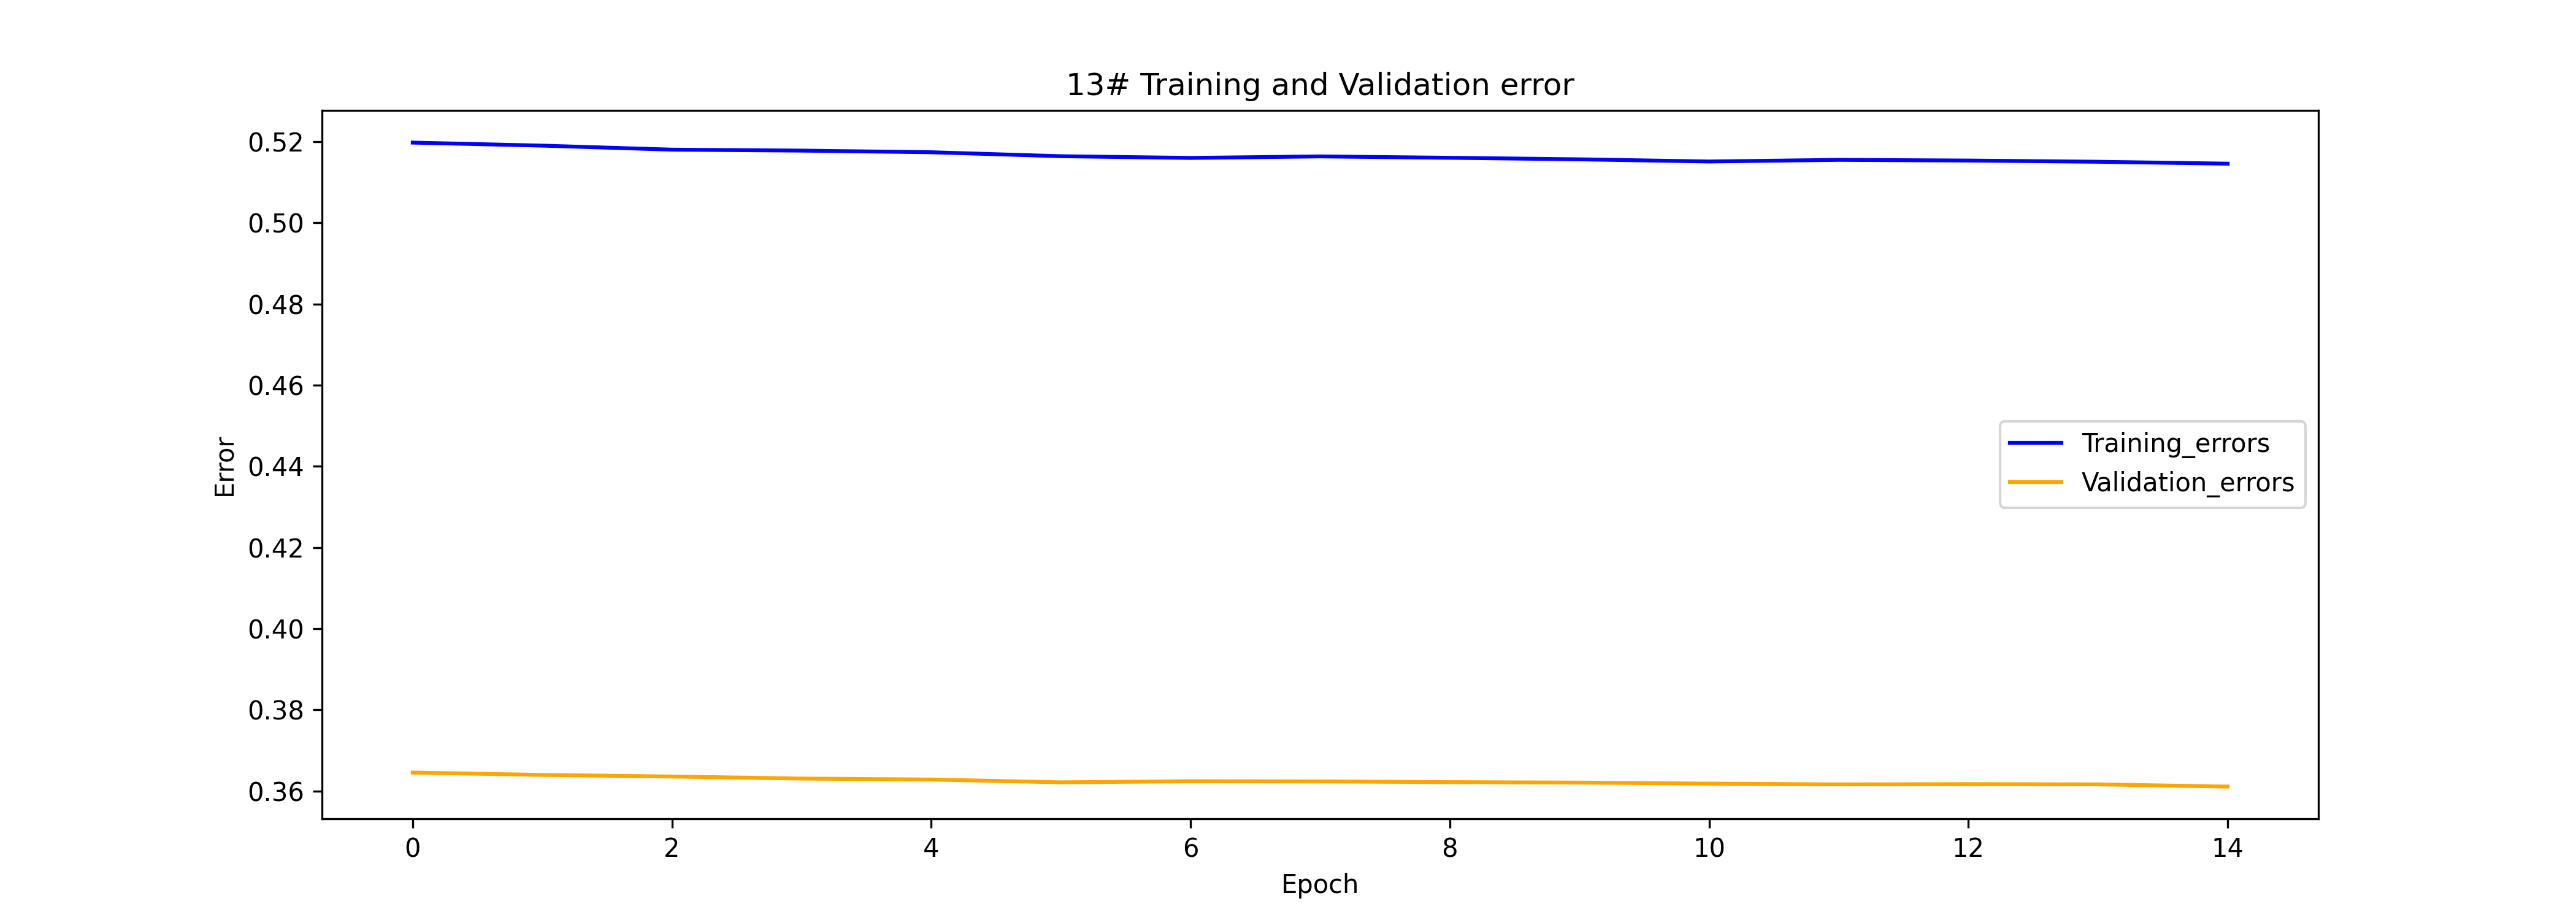 13# Training and Validation error
0.52
0.50
0.48
0.46
0.44
0.42
0.40
0.38
0.36
Error
Training_errors
Validation_errors
0 2 4 6 8 10 12 14
Epoch